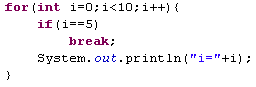 for(int i=0;i<10;i++){
    if(i==5)
        break;
    System.out.println("i="+i);
}